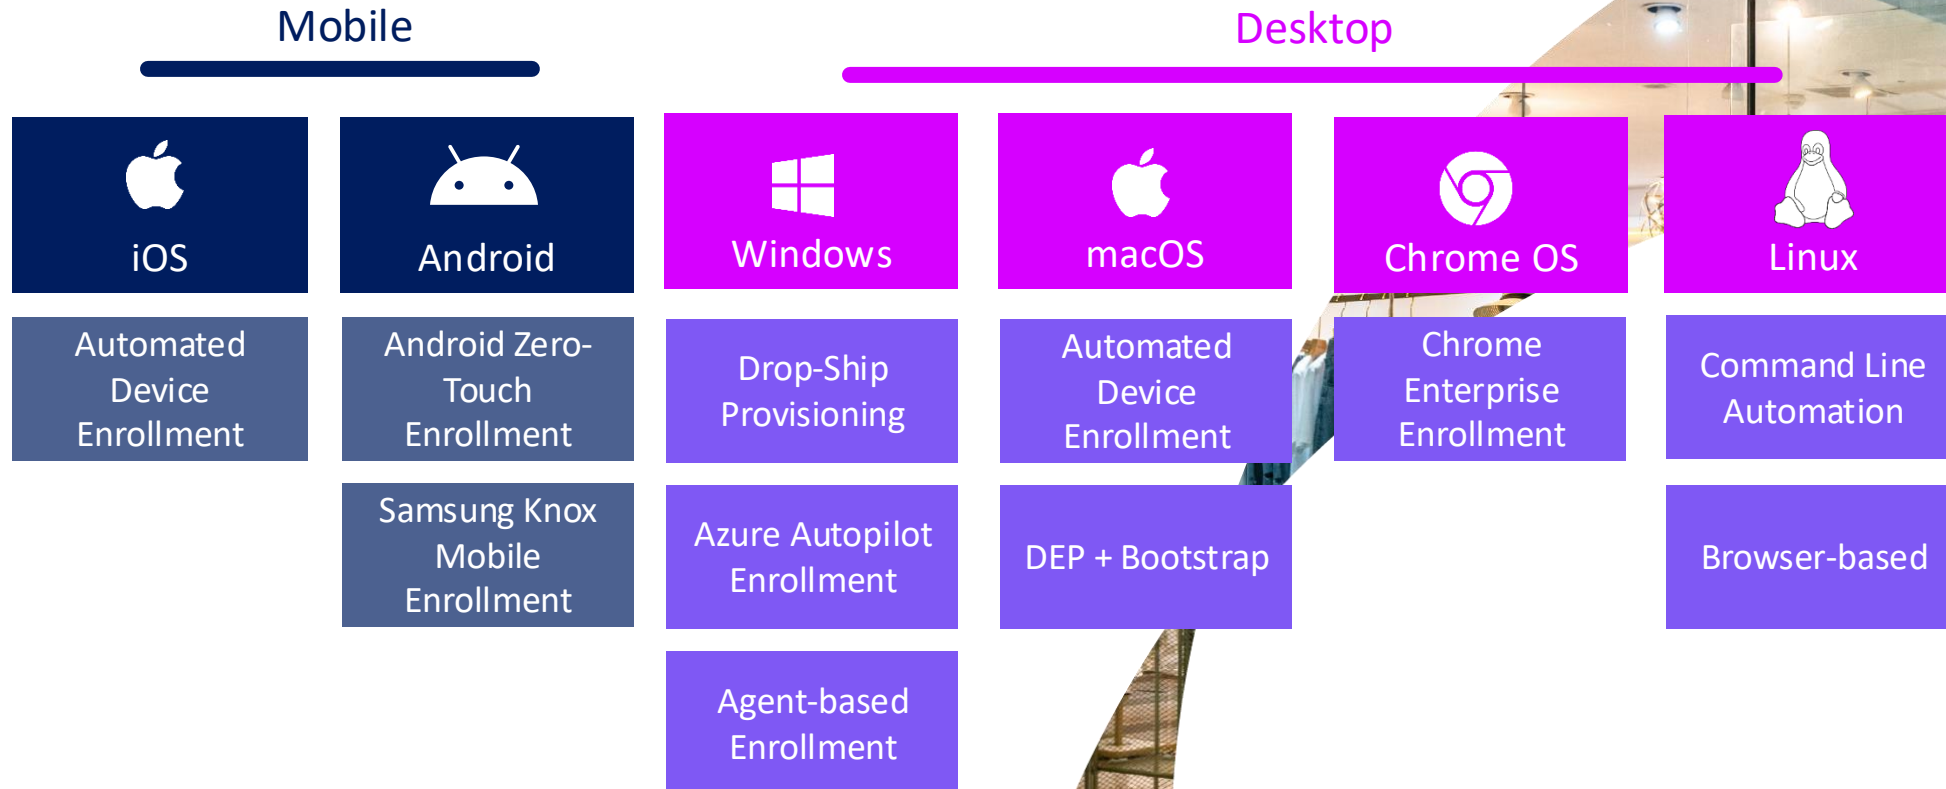 Mobile
Desktop
iOS
Android
Windows
macOS
Chrome OS
Linux
Automated
Device
Enrollment
Android Zero-
Touch
Enrollment
Drop-Ship
Provisioning
Automated
Device
Enrollment
Chrome
Enterprise
Enrollment
Command Line
Automation
Samsung Knox
Mobile
Enrollment
Azure Autopilot
Enrollment
DEP + Bootstrap
Browser-based
Agent-based
Enrollment